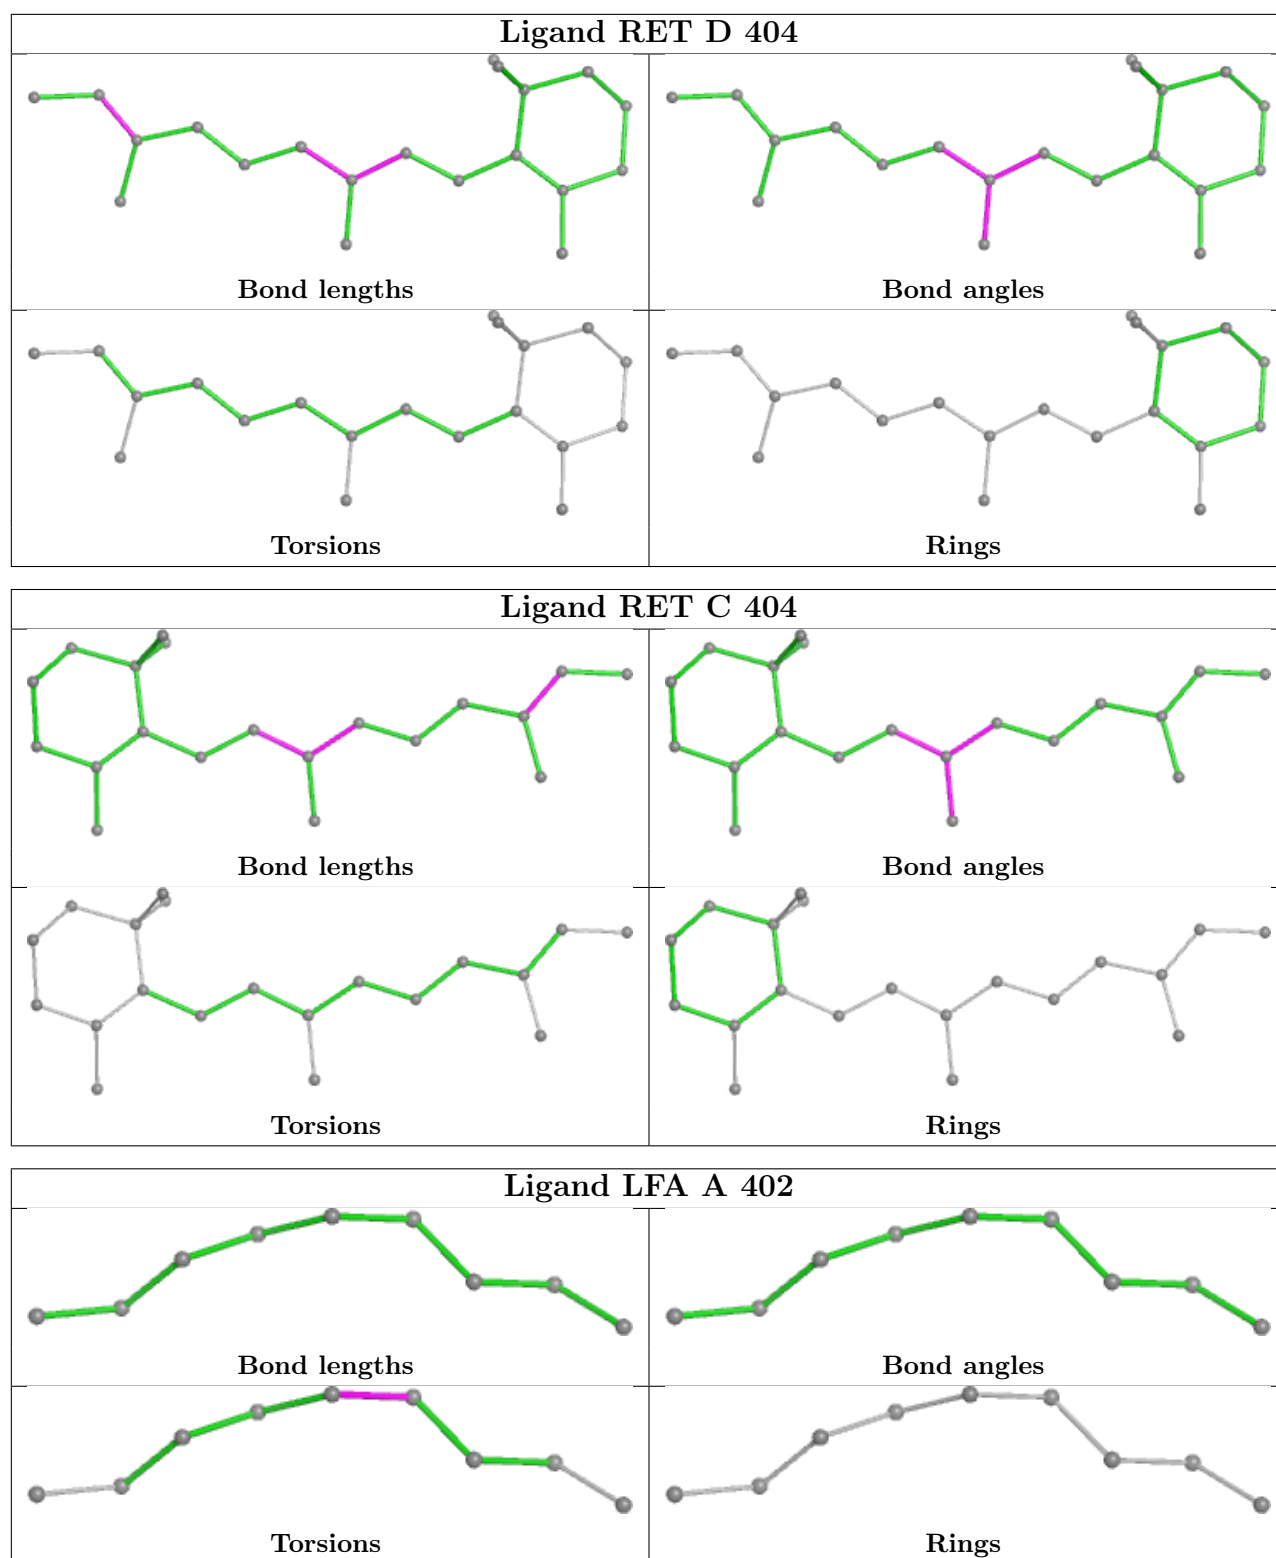 Ligand RET D 404
Bond lengths
Bond angles
Torsions
Rings
Ligand RET C 404
Bond lengths
Bond angles
Torsions
Rings
Ligand LFA A 402
Bond lengths
Bond angles
Torsions
Rings